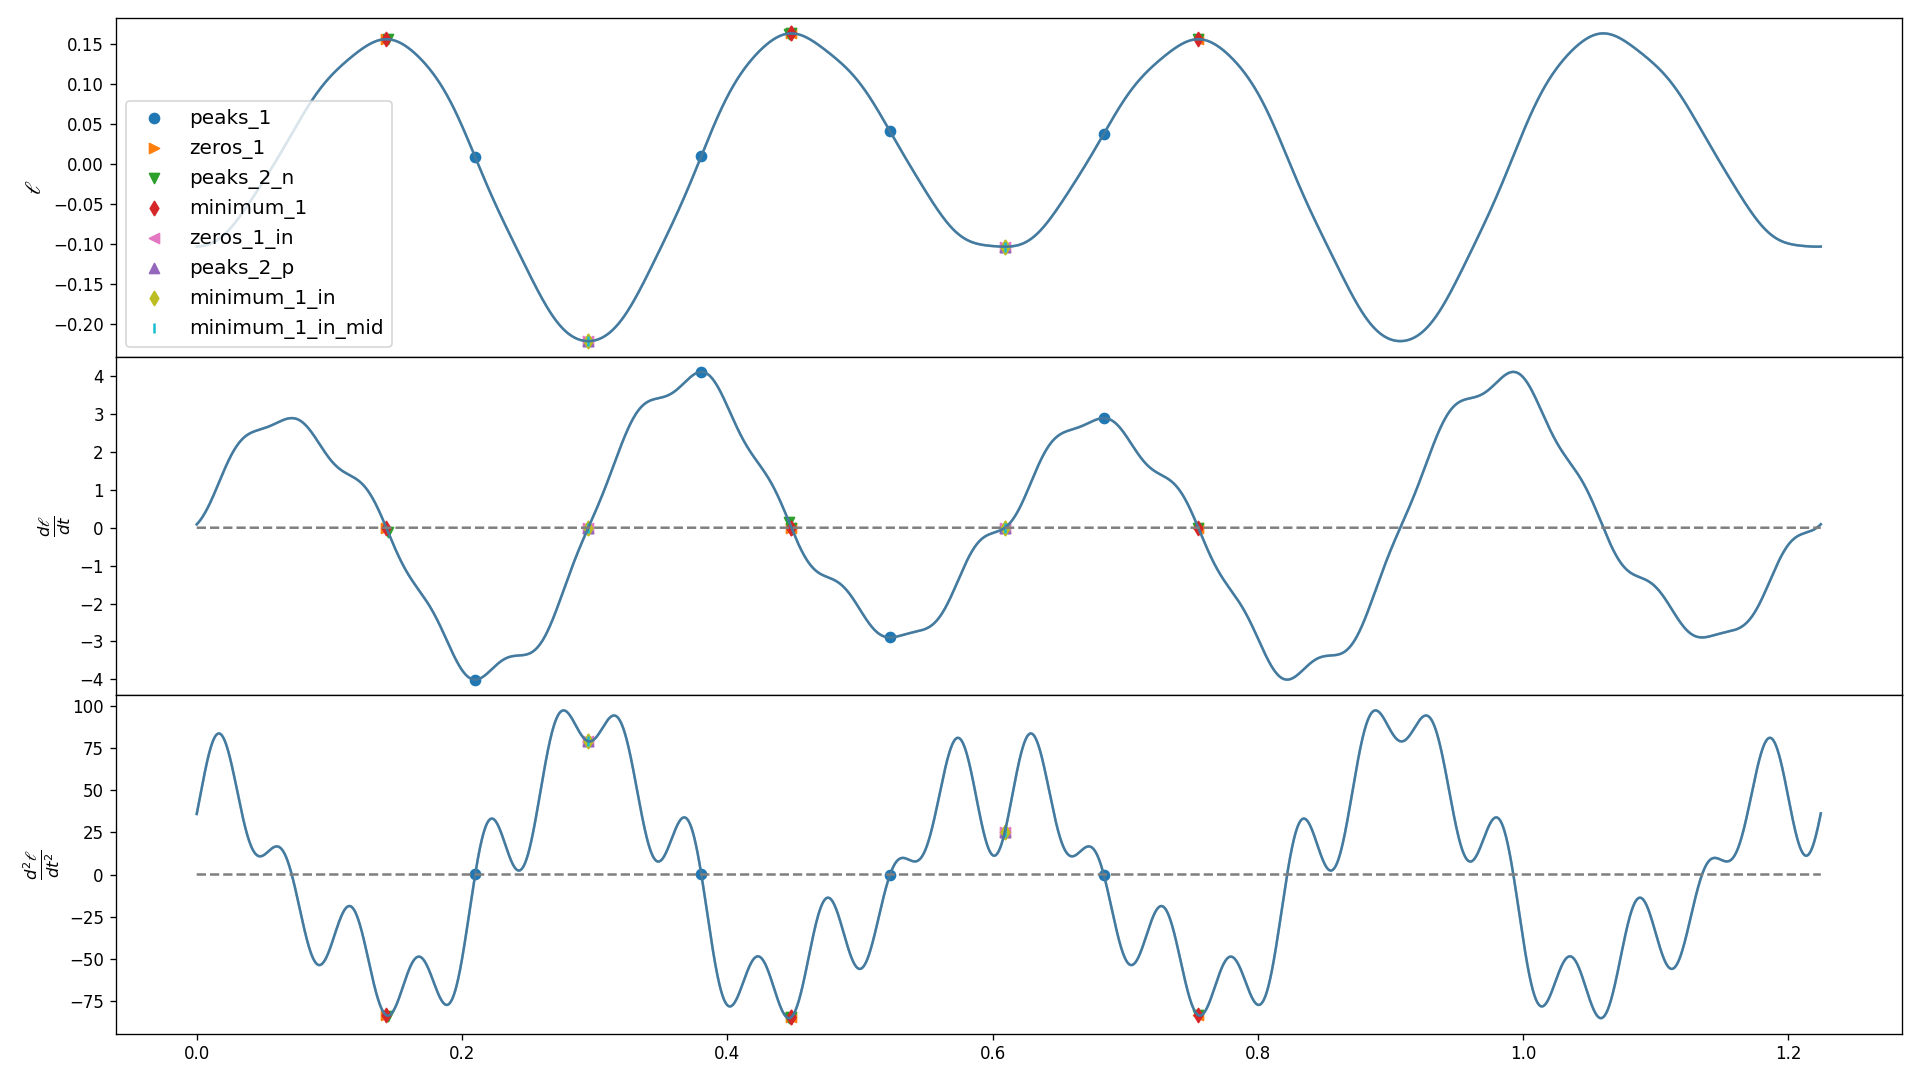 0.15
0.10
0.05
0.00
−0.05
−0.10
−0.15
−0.20
ℓ
peaks_1
zeros_1
peaks_2_n
minimum_1
zeros_1_in
peaks_2_p
minimum_1_in
minimum_1_in_mid
4
3
2
1
0
−1
−2
−3
−4
dℓ
dt
100
75
50
25
0
−25
−50
−75
d²ℓ
dt²
0.0 0.2 0.4 0.6 0.8 1.0 1.2